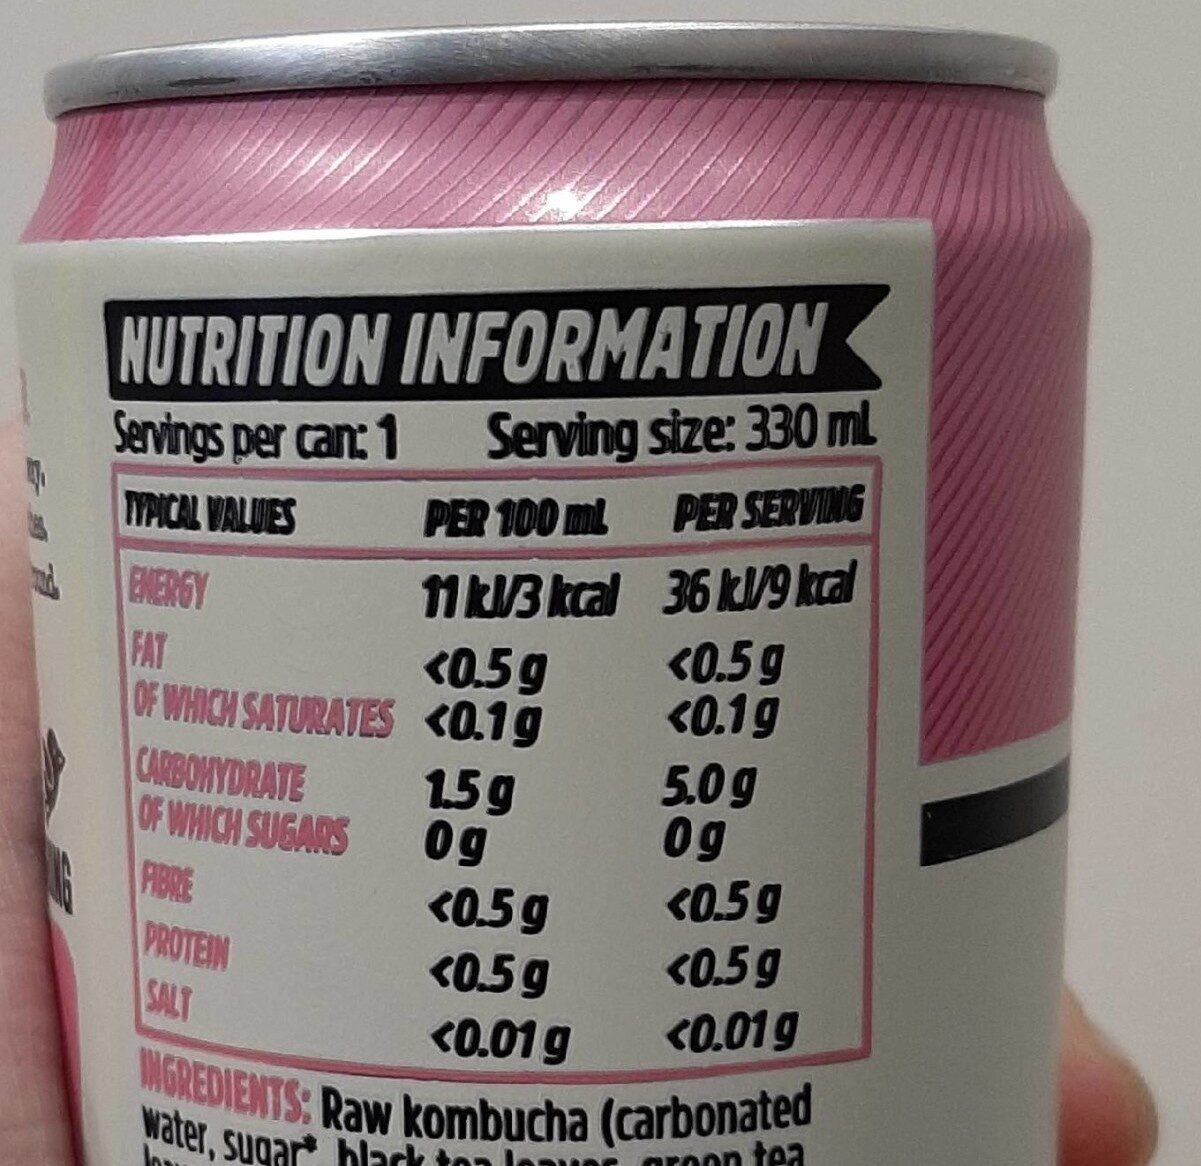 NUTRITION INFORMATION
Servings per can: 1 Serving size: 330 mL
TYPICAL VALUES PER 100 mL PER SERVING
ENERGY 11 kJ/3 kcal 36 kJ/9 kcal
FAT <0.5 g <0.5 g
OF WHICH SATURATES <0.1 g <0.1 g
CARBOHYDRATE 1.5 g 5.0 g
OF WHICH SUGARS 0 g 0 g
FIBRE <0.5 g <0.5 g
PROTEIN <0.5 g <0.5 g
SALT <0.01 g <0.01 g
INGREDIENTS: Raw kombucha (carbonated
water, sugar*, black tea leaves, green tea